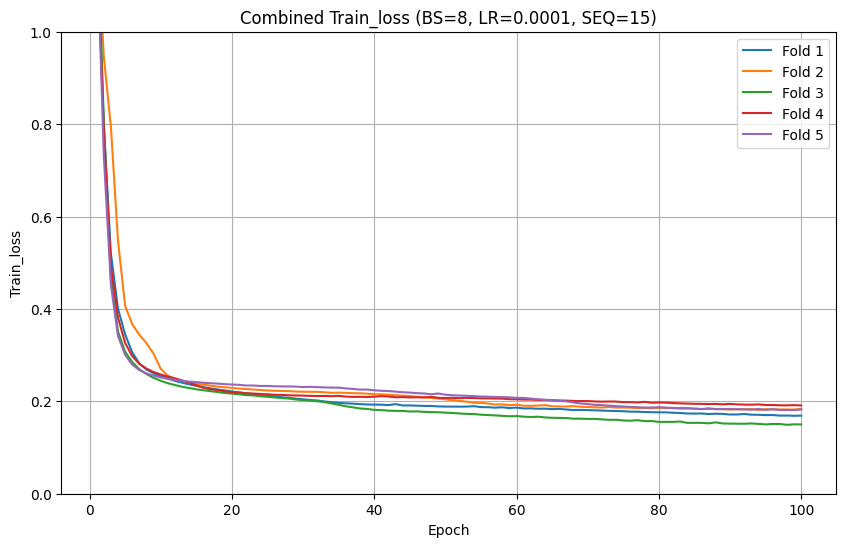 Combined Train_loss (BS=8, LR=0.0001, SEQ=15)
1.0
0.8
0.6
0.4
0.2
0.0
Train_loss
Fold 1
Fold 2
Fold 3
Fold 4
Fold 5
0 20 40 60 80 100
Epoch